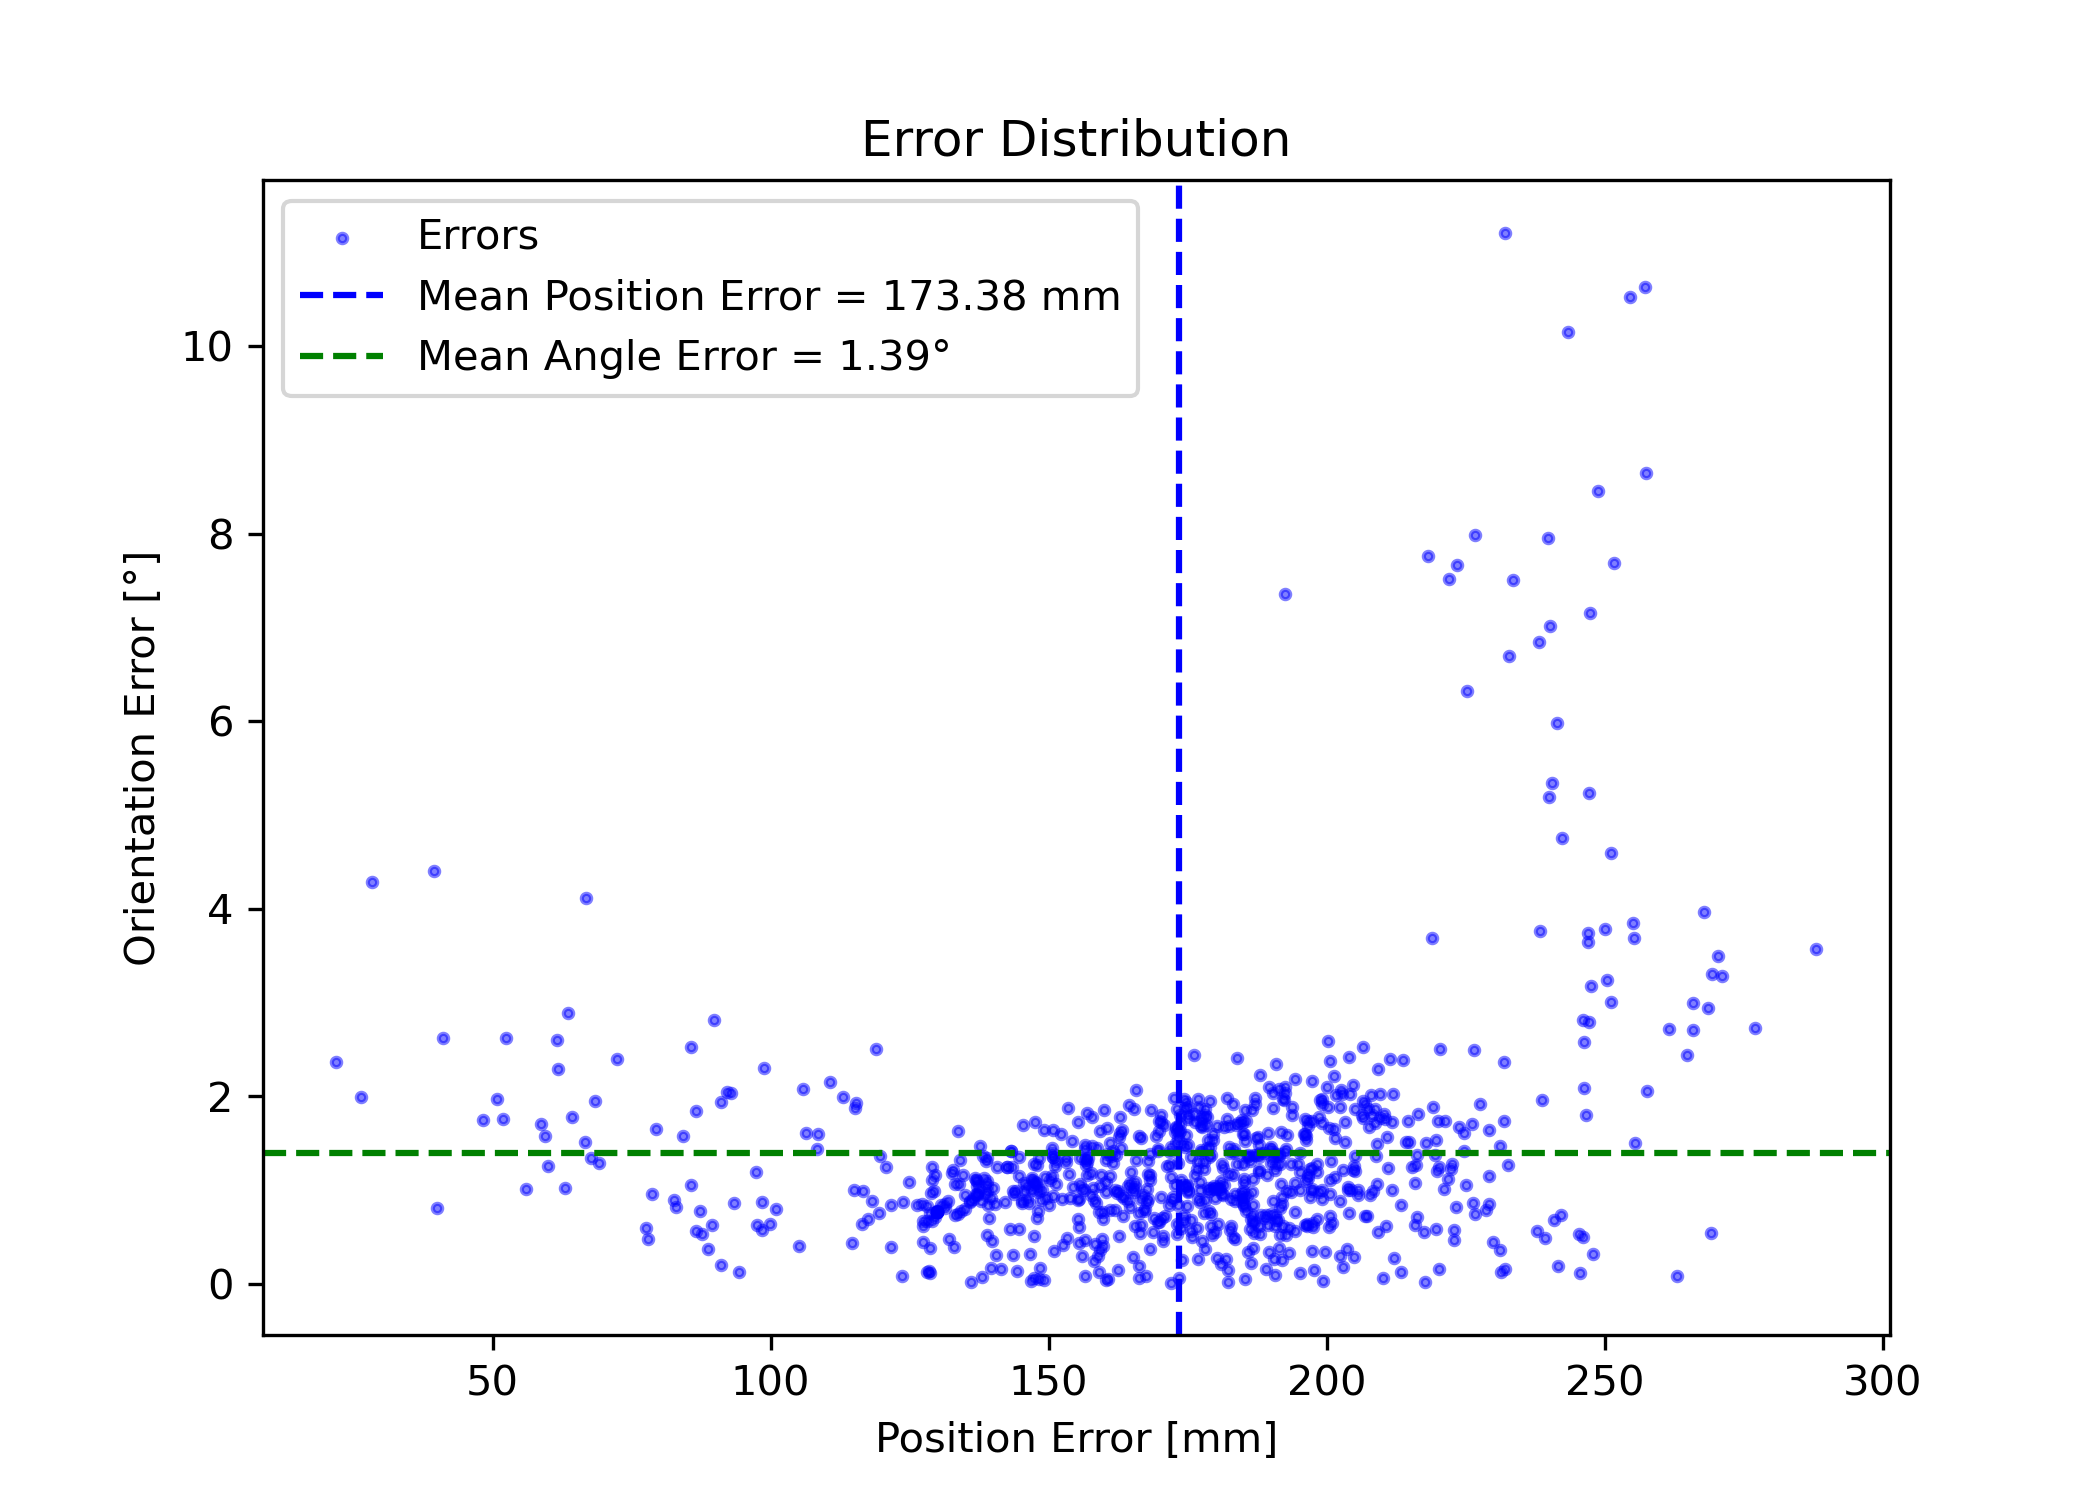 Error Distribution
Errors
Mean Position Error = 173.38 mm
Mean Angle Error = 1.39°
Orientation Error [°]
10
8
6
4
2
0
50 100 150 200 250 300
Position Error [mm]